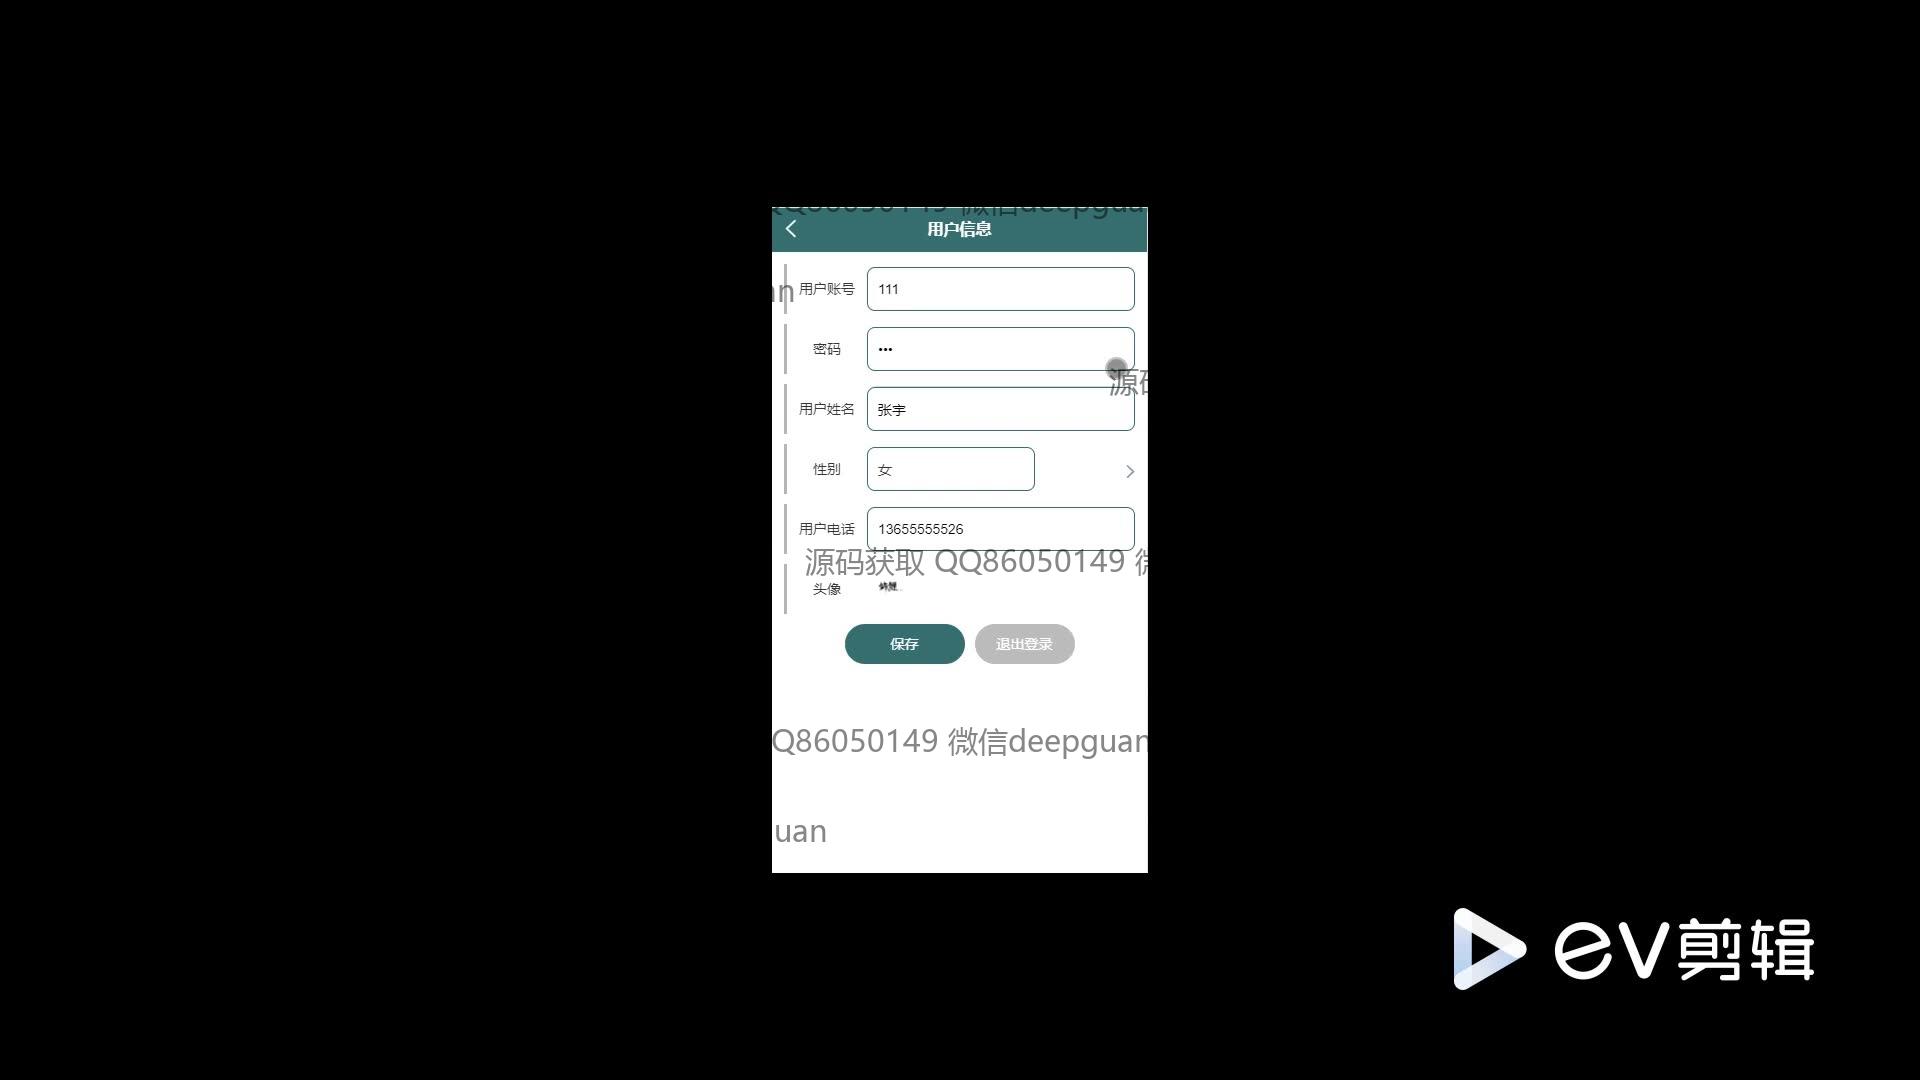 QQ86050149 微信deepgua
用户信息
用户账号 111
an
密码 •••
源码
用户姓名 张宇
性别 女
用户电话 13655555526
源码获取 QQ86050149 微
头像
保存 退出登录
Q86050149 微信deepguan
uan
ev剪辑